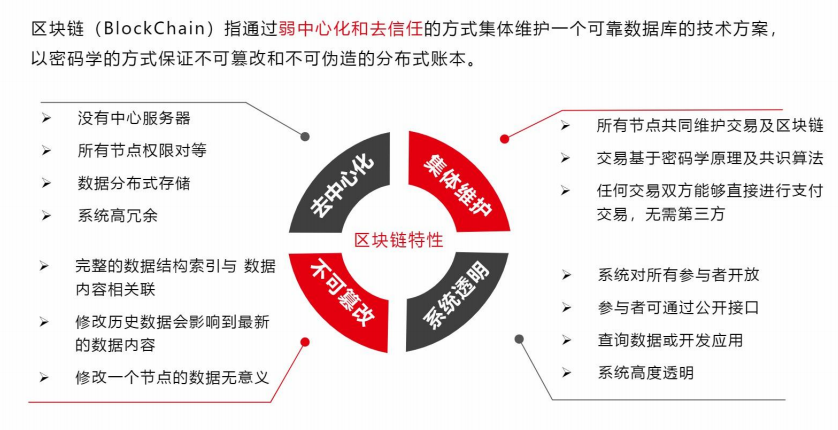 区块链（BlockChain）指通过弱中心化和去信任的方式集体维护一个可靠数据库的技术方案，
以密码学的方式保证不可篡改和不可伪造的分布式账本。
➢ 没有中心服务器
➢ 所有节点权限对等
➢ 数据分布式存储
➢ 系统高冗余
去中心化
集体维护
➢ 所有节点共同维护交易及区块链
➢ 交易基于密码学原理及共识算法
➢ 任何交易双方能够直接进行支付
交易，无需第三方
区块链特性
➢ 完整的数据结构索引与 数据
内容相关联
➢ 修改历史数据会影响到最新
的数据内容
➢ 修改一个节点的数据无意义
不可篡改
系统透明
➢ 系统对所有参与者开放
➢ 参与者可通过公开接口
➢ 查询数据或开发应用
➢ 系统高度透明